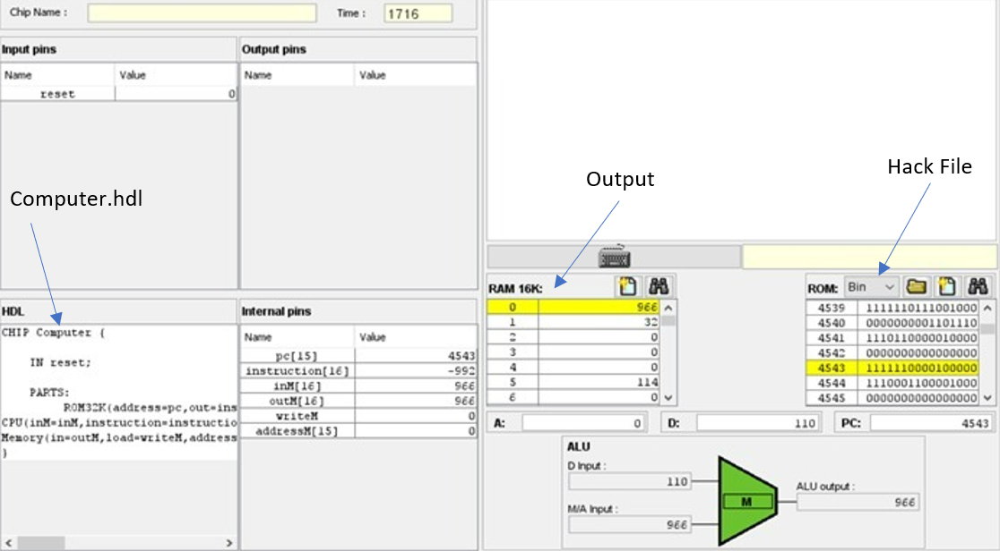 Chip Name :
Time :
1716
Input pins
Output pins
Name
Value
Name
Value
reset
0
Computer.hdl
Output
Hack File
HDL
Internal pins
CHIP Computer {
IN reset;
PARTS:
ROM32K(address=pc,out=ins
CPU(inM=inM,instruction=instructio
Memory(in=outM,load=writeM,address
}
Name
Value
pc[15]
4543
instruction[16]
-992
inM[16]
966
outM[16]
966
writeM
0
addressM[15]
0
RAM 16K:
0
966
1
32
2
0
3
0
4
0
5
114
6
0
ROM:
Bin
4539
1111110111001000
4540
0000000001101110
4541
1110110000010000
4542
0000000000000000
4543
1111110000100000
4544
1110001100001000
4545
0000000000000000
A:
0
D:
110
PC:
4543
ALU
D Input :
110
M/A Input :
966
M
ALU output :
966